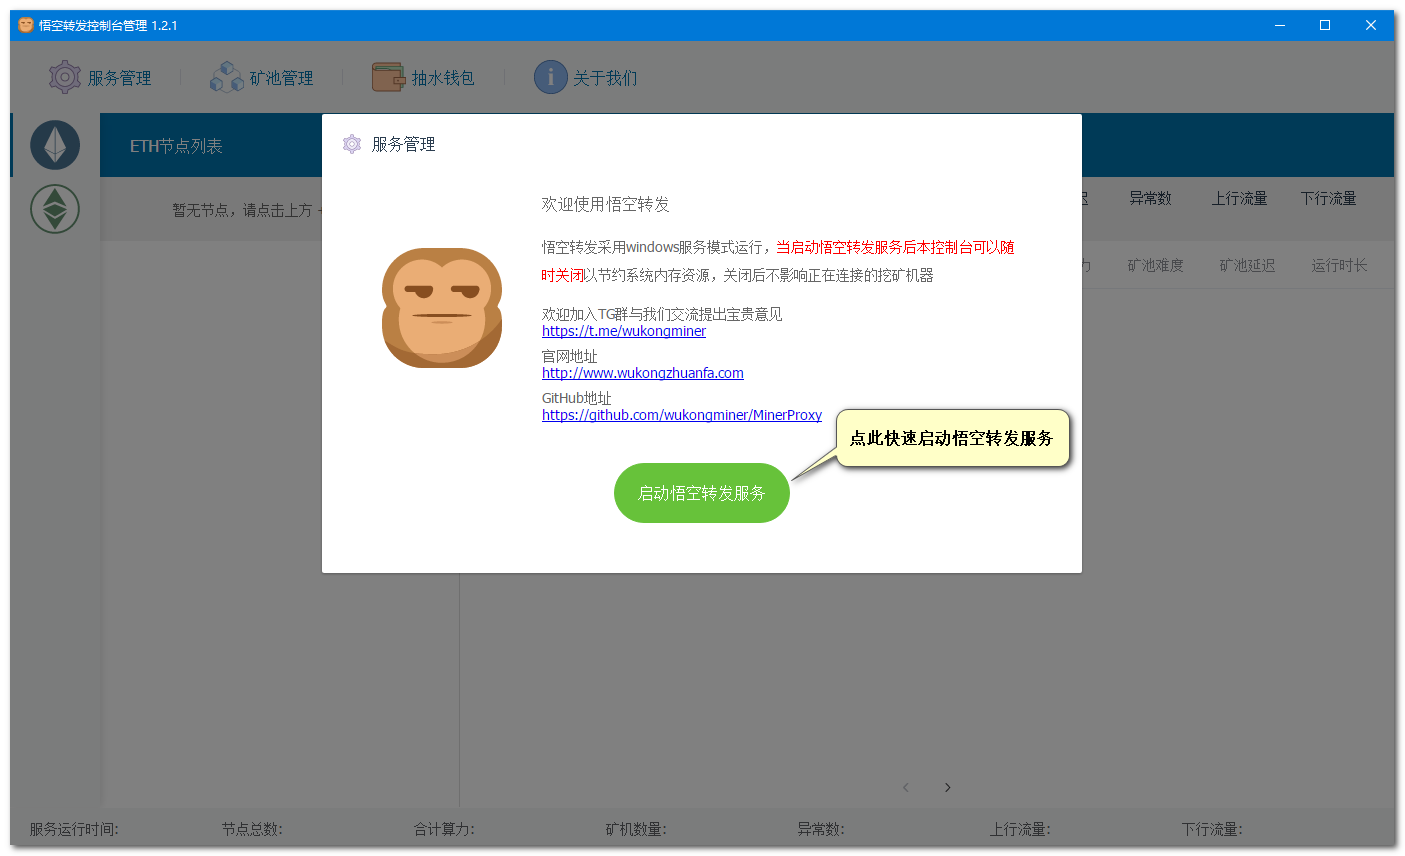 悟空转发控制台管理 1.2.1
服务管理
矿池管理
抽水钱包
关于我们
ETH节点列表
暂无节点，请点击上方
异常数
上行流量
下行流量
矿池难度
矿池延迟
运行时长
服务管理
欢迎使用悟空转发
悟空转发采用windows服务模式运行，当启动悟空转发服务后本控制台可以随
时关闭以节约系统内存资源，关闭后不影响正在连接的挖矿机器
欢迎加入TG群与我们交流提出宝贵意见
https://t.me/wukongminer
官网地址
http://www.wukongzhuanfa.com
GitHub地址
https://github.com/wukongminer/MinerProxy
点此快速启动悟空转发服务
启动悟空转发服务
服务运行时间:
节点总数:
合计算力:
矿机数量:
异常数:
上行流量:
下行流量: